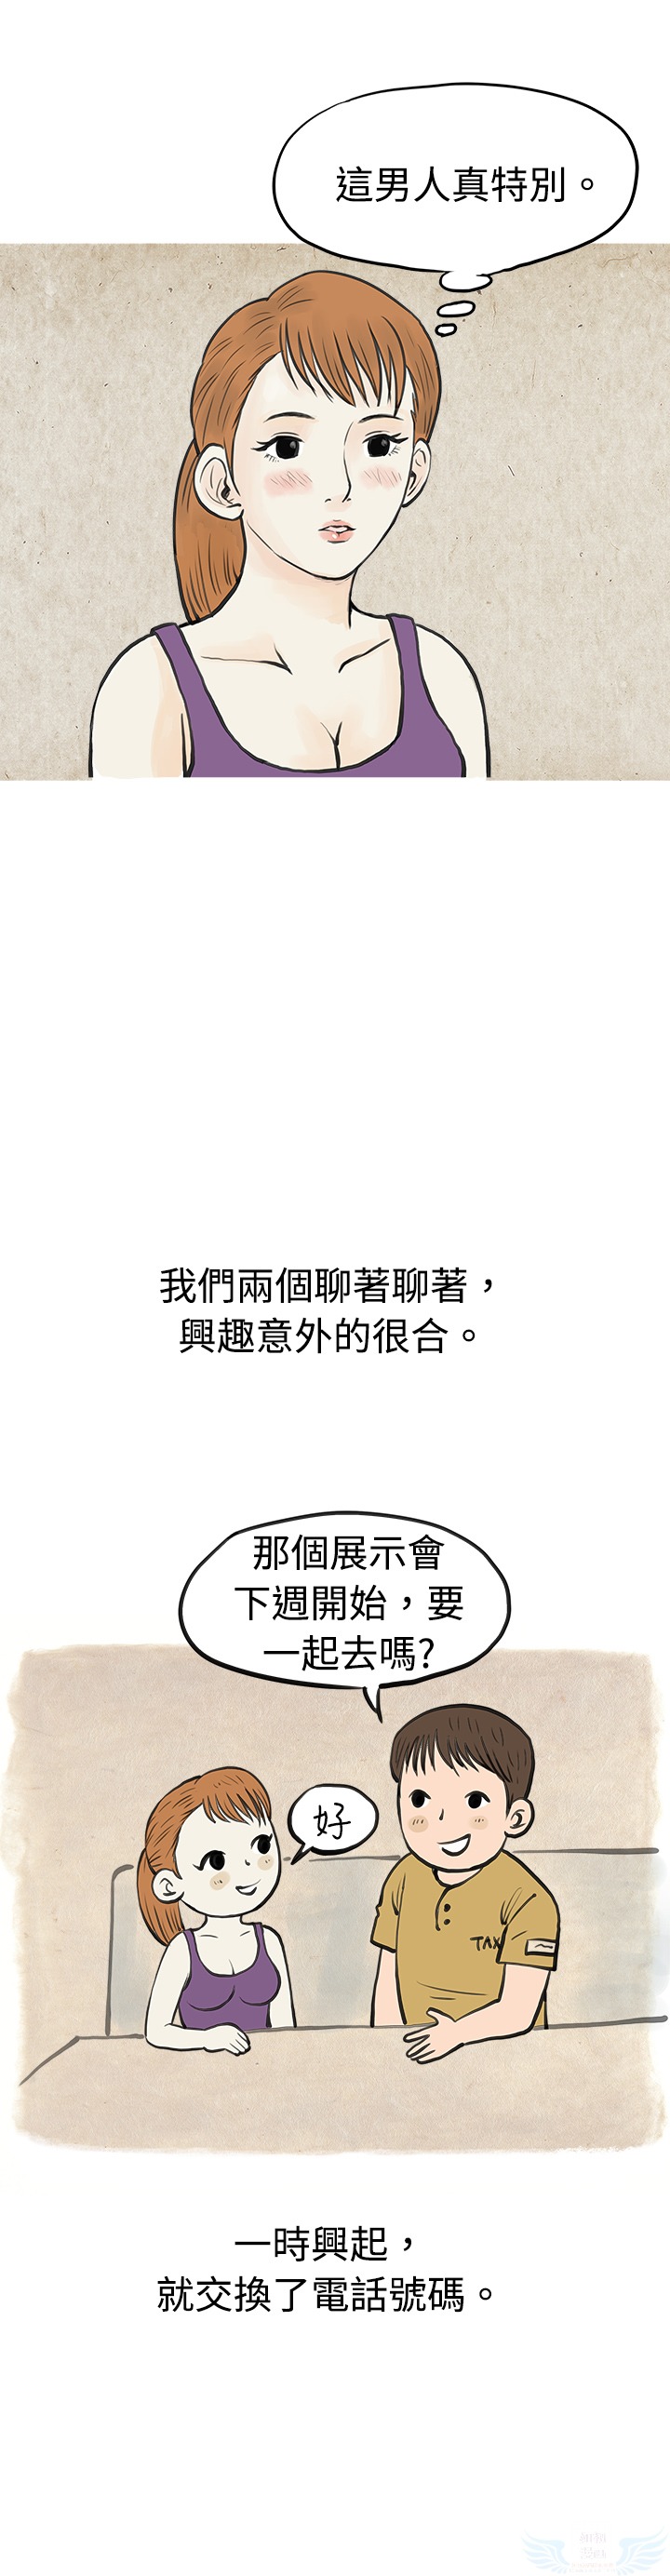 這男人真特別。
我們兩個聊著聊著，
興趣意外的很合。
那個展示會
下週開始，要
一起去嗎?
好
TAX
一時興起，
就交換了電話號碼。